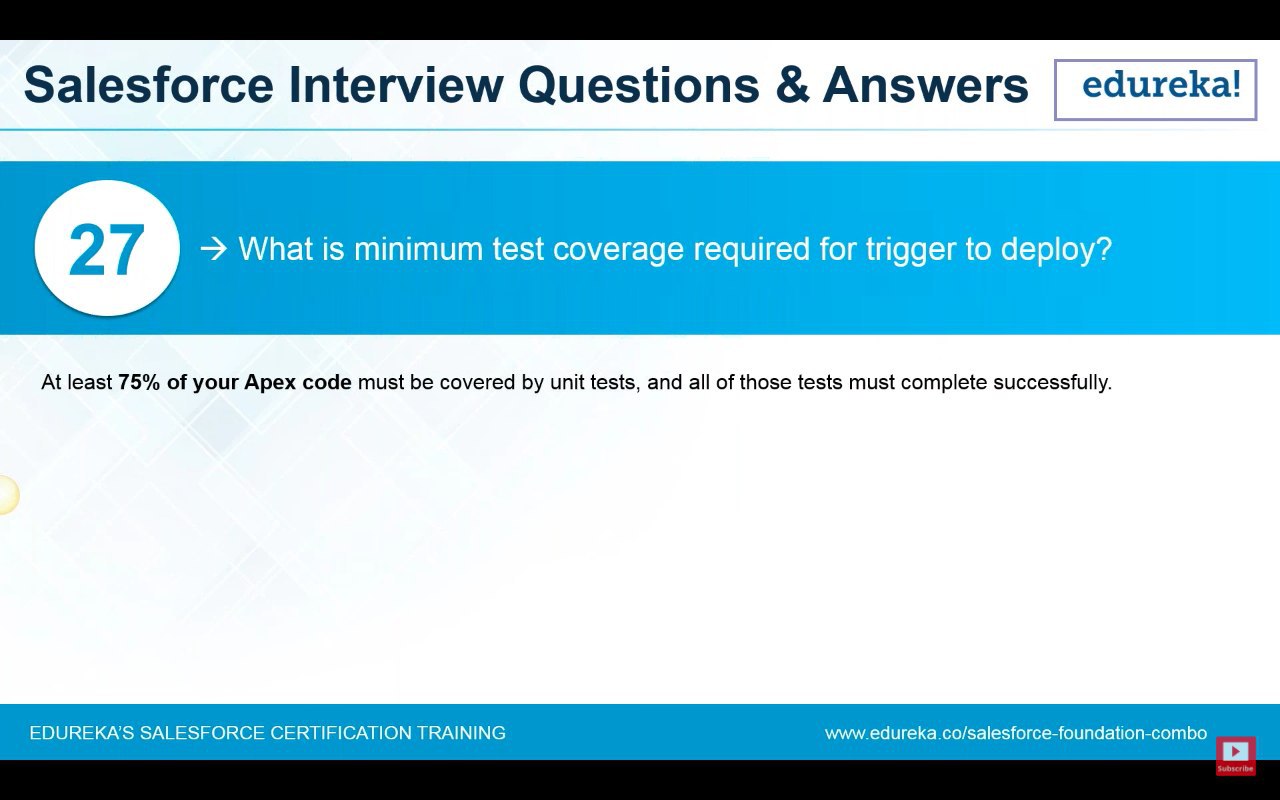 Salesforce Interview Questions & Answers
edureka!
27
→ What is minimum test coverage required for trigger to deploy?
At least 75% of your Apex code must be covered by unit tests, and all of those tests must complete successfully.
EDUREKA'S SALESFORCE CERTIFICATION TRAINING
www.edureka.co/salesforce-foundation-combo
Subscribe